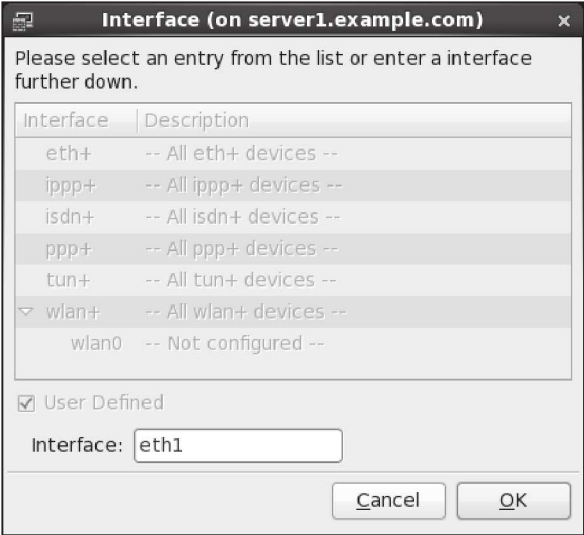 Interface (on server1.example.com)
Please select an entry from the list or enter a interface
further down.
Interface Description
eth+ -- All eth+ devices --
ippp+ -- All ippp+ devices --
isdn+ -- All isdn+ devices --
ppp+ -- All ppp+ devices --
tun+ -- All tun+ devices --
wlan+ -- All wlan+ devices --
wlan0 -- Not configured --
User Defined
Interface: eth1
Cancel OK